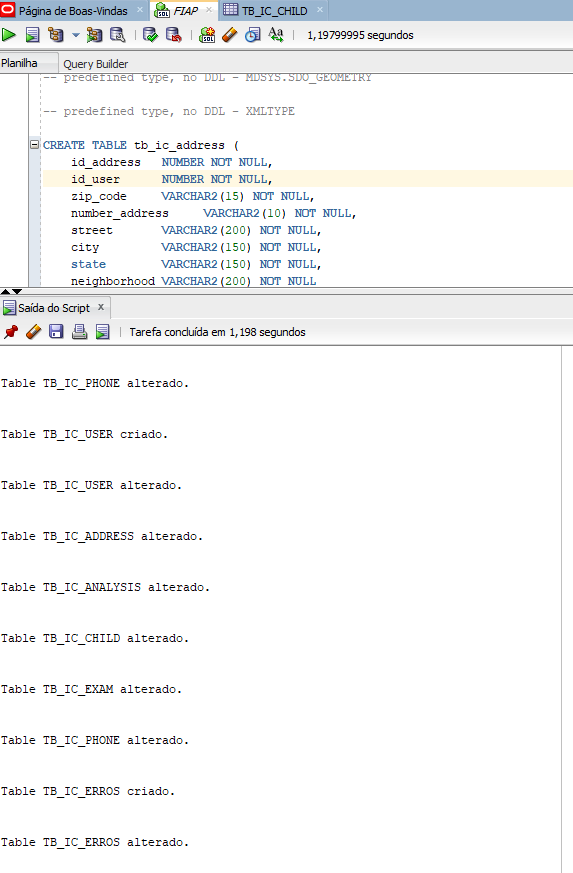 Página de Boas-Vindas × FIAP × TB_IC_CHILD ×
SQL 1,19799995 segundos
Planilha Query Builder
-- predefined type, no DDL - MDSYS.SDO_GEOMETRY
-- predefined type, no DDL - XMLTYPE
CREATE TABLE tb_ic_address (
id_address NUMBER NOT NULL,
id_user NUMBER NOT NULL,
zip_code VARCHAR2(15) NOT NULL,
number_address VARCHAR2(10) NOT NULL,
street VARCHAR2(200) NOT NULL,
city VARCHAR2(150) NOT NULL,
state VARCHAR2(150) NOT NULL,
neighborhood VARCHAR2(200) NOT NULL
Saída do Script x
Tarefa concluída em 1,198 segundos
Table TB_IC_PHONE alterado.
Table TB_IC_USER criado.
Table TB_IC_USER alterado.
Table TB_IC_ADDRESS alterado.
Table TB_IC_ANALYSIS alterado.
Table TB_IC_CHILD alterado.
Table TB_IC_EXAM alterado.
Table TB_IC_PHONE alterado.
Table TB_IC_ERROS criado.
Table TB_IC_ERROS alterado.